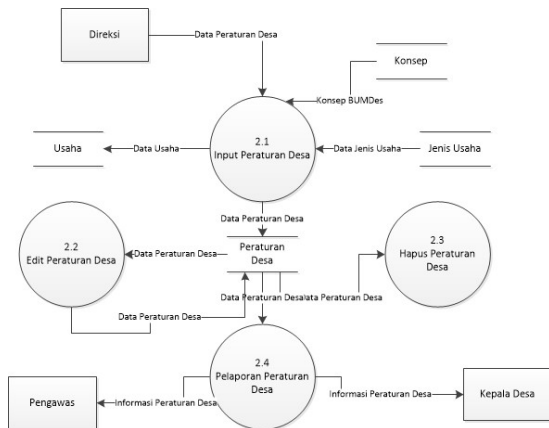 Direksi
Data Peraturan Desa
Konsep
Konsep BUMDes
2.1
Input Peraturan Desa
Usaha
Data Usaha
Data Jenis Usaha
Jenis Usaha
Data Peraturan Desa
2.2
Edit Peraturan Desa
Data Peraturan Desa
Peraturan
Desa
2.3
Hapus Peraturan
Desa
Data Peraturan Desa
Data Peraturan Desa
ata Peraturan Desa
2.4
Pelaporan Peraturan
Desa
Pengawas
Informasi Peraturan Desa
Informasi Peraturan Desa
Kepala Desa